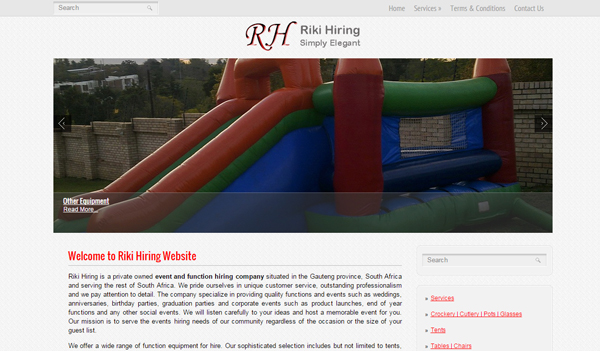 Search
Home Services » Terms & Conditions Contact Us
RH Riki Hiring
Simply Elegant
Other Equipment
Read More...
Welcome to Riki Hiring Website
Riki Hiring is a private owned event and function hiring company situated in the Gauteng province, South Africa
and serving the rest of South Africa. We pride ourselves in unique customer service, outstanding professionalism
and we pay attention to detail. The company specialize in providing quality functions and events such as weddings,
anniversaries, birthday parties, graduation parties and corporate events such as product launches, end of year
functions and any other social events. We will listen carefully to your ideas and host a memorable event for you.
Our mission is to serve the events hiring needs of our community regardless of the occasion or the size of your
guest list.
We offer a wide range of function equipment for hire. Our sophisticated selection includes but not limited to tents,
Search
Services
Crockery | Cutlery | Pots | Glasses
Tents
Tables | Chairs